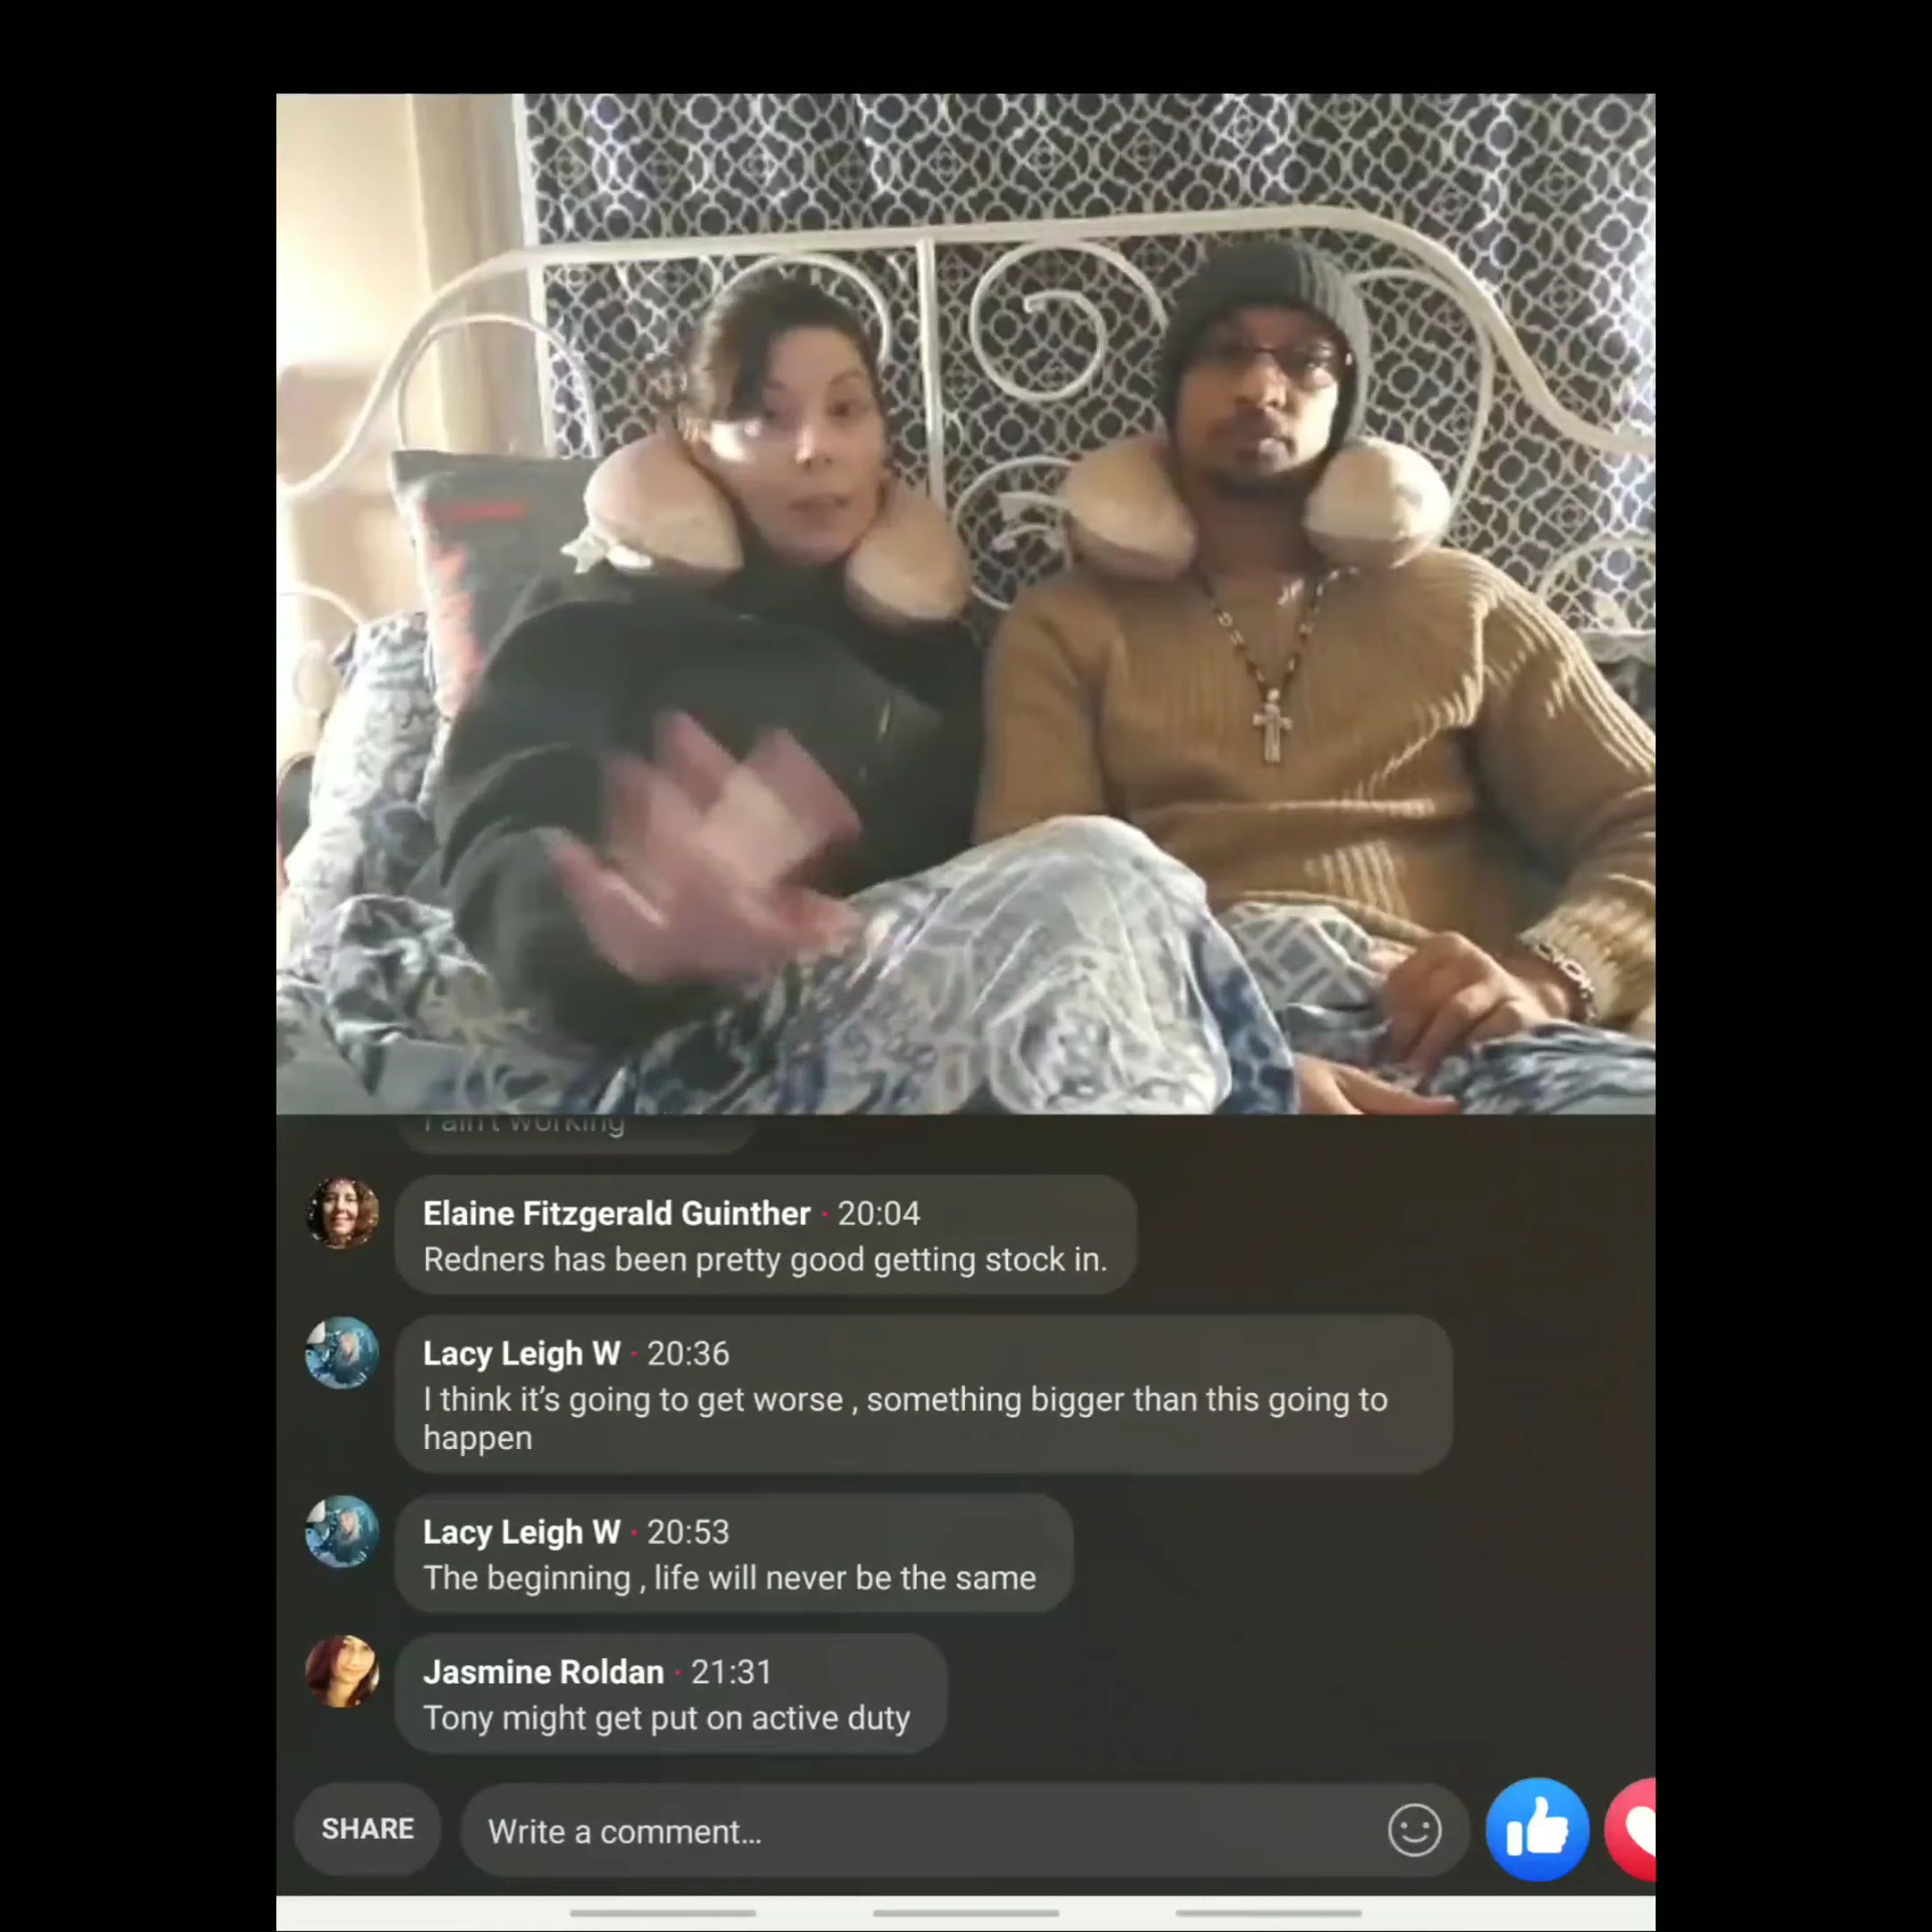 I ain't working
Elaine Fitzgerald Guinther · 20:04
Redners has been pretty good getting stock in.
Lacy Leigh W · 20:36
I think it's going to get worse , something bigger than this going to
happen
Lacy Leigh W · 20:53
The beginning , life will never be the same
Jasmine Roldan · 21:31
Tony might get put on active duty
SHARE
Write a comment...